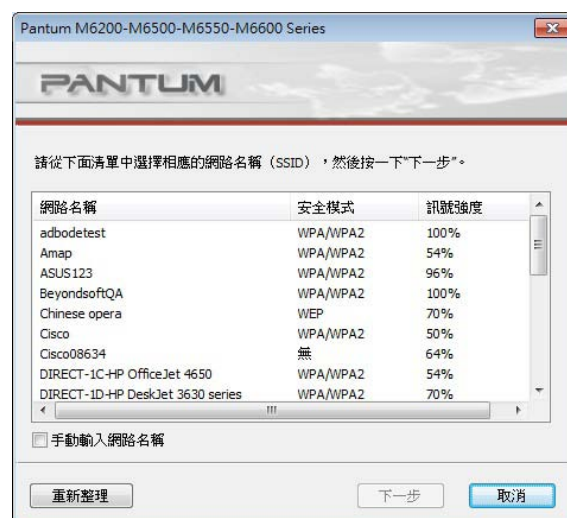 Pantum M6200-M6500-M6550-M6600 Series
PANTUM
請從下面清單中選擇相應的網路名稱（SSID），然後按一下"下一步"。
網路名稱 安全模式 訊號強度
adbodetest WPA/WPA2 100%
Amap WPA/WPA2 54%
ASUS123 WPA/WPA2 96%
BeyondsoftQA WPA/WPA2 100%
Chinese opera WEP 70%
Cisco WPA/WPA2 50%
Cisco08634 無 64%
DIRECT-1C-HP OfficeJet 4650 WPA/WPA2 54%
DIRECT-1D-HP DeskJet 3630 series WPA/WPA2 70%
手動輸入網路名稱
重新整理 下一步 取消